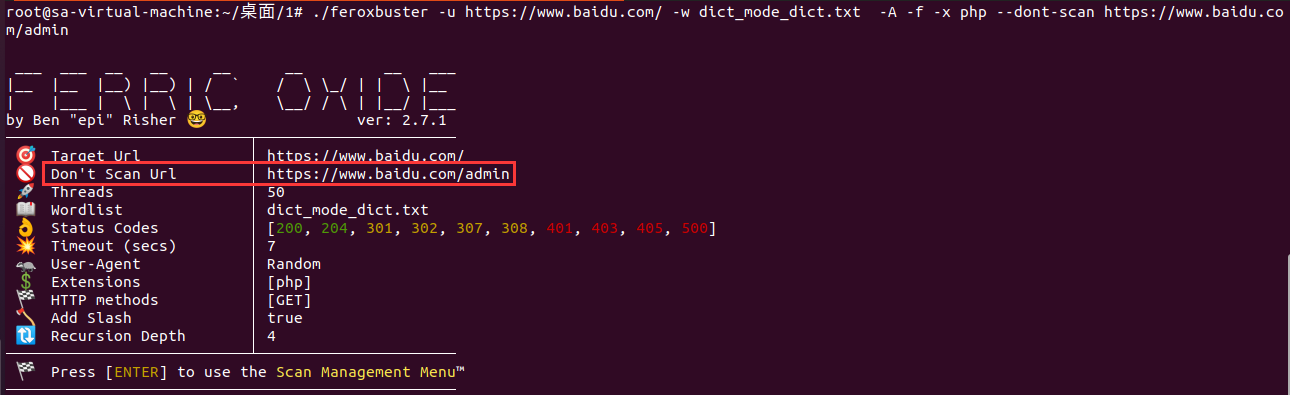 root@sa-virtual-machine:~/桌面/1# ./feroxbuster -u https://www.baidu.com/ -w dict_mode_dict.txt  -A -f -x php --dont-scan https://www.baidu.co
m/admin
FERRIC OXIDE
by Ben "epi" Risher 🤓 ver: 2.7.1
🎯 Target Url │ https://www.baidu.com/
🚫 Don't Scan Url │ https://www.baidu.com/admin
🚀 Threads │ 50
📖 Wordlist │ dict_mode_dict.txt
👌 Status Codes │ [200, 204, 301, 302, 307, 308, 401, 403, 405, 500]
💥 Timeout (secs) │ 7
🦡 User-Agent │ Random
💲 Extensions │ [php]
🏁 HTTP methods │ [GET]
🪓 Add Slash │ true
🔃 Recursion Depth │ 4
🏁 Press [ENTER] to use the Scan Management Menu™